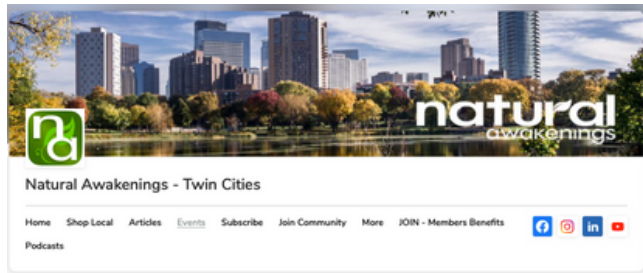 natural
awakenings
na
Natural Awakenings - Twin Cities
Home Shop Local Articles Events Subscribe Join Community More JOIN - Members Benefits
Podcasts
in